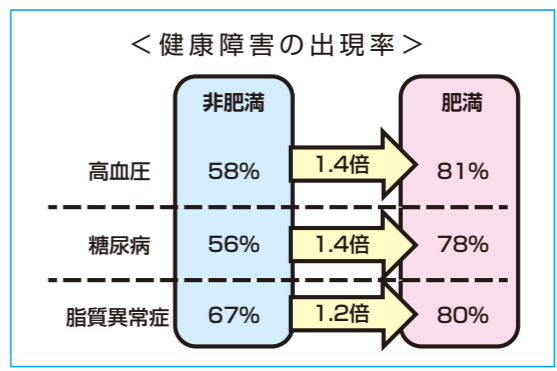 ＜健康障害の出現率＞
非肥満 肥満
高血圧 58% 1.4倍 81%
糖尿病 56% 1.4倍 78%
脂質異常症 67% 1.2倍 80%